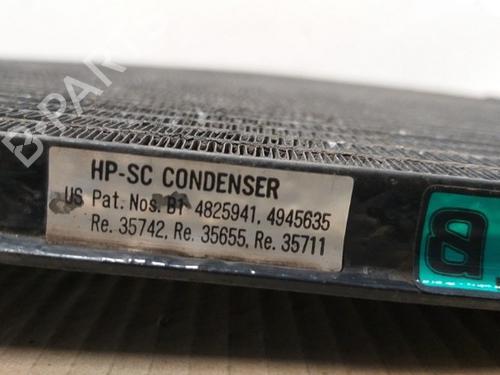 HP-SC CONDENSER
US Pat. Nos. B1 4825941, 4945635
Re. 35742, Re. 35655, Re. 35711
B-PARTS
B